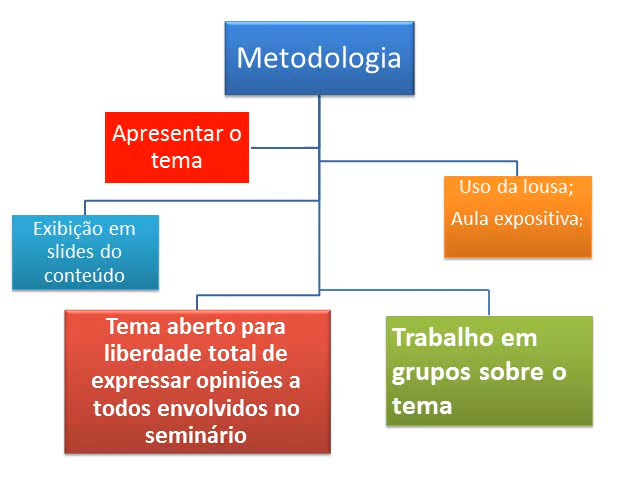 Metodologia
Apresentar o
tema
Uso da lousa;
Aula expositiva;
Exibição em
slides do
conteúdo
Tema aberto para
liberdade total de
expressar opiniões a
todos envolvidos no
seminário
Trabalho em
grupos sobre o
tema